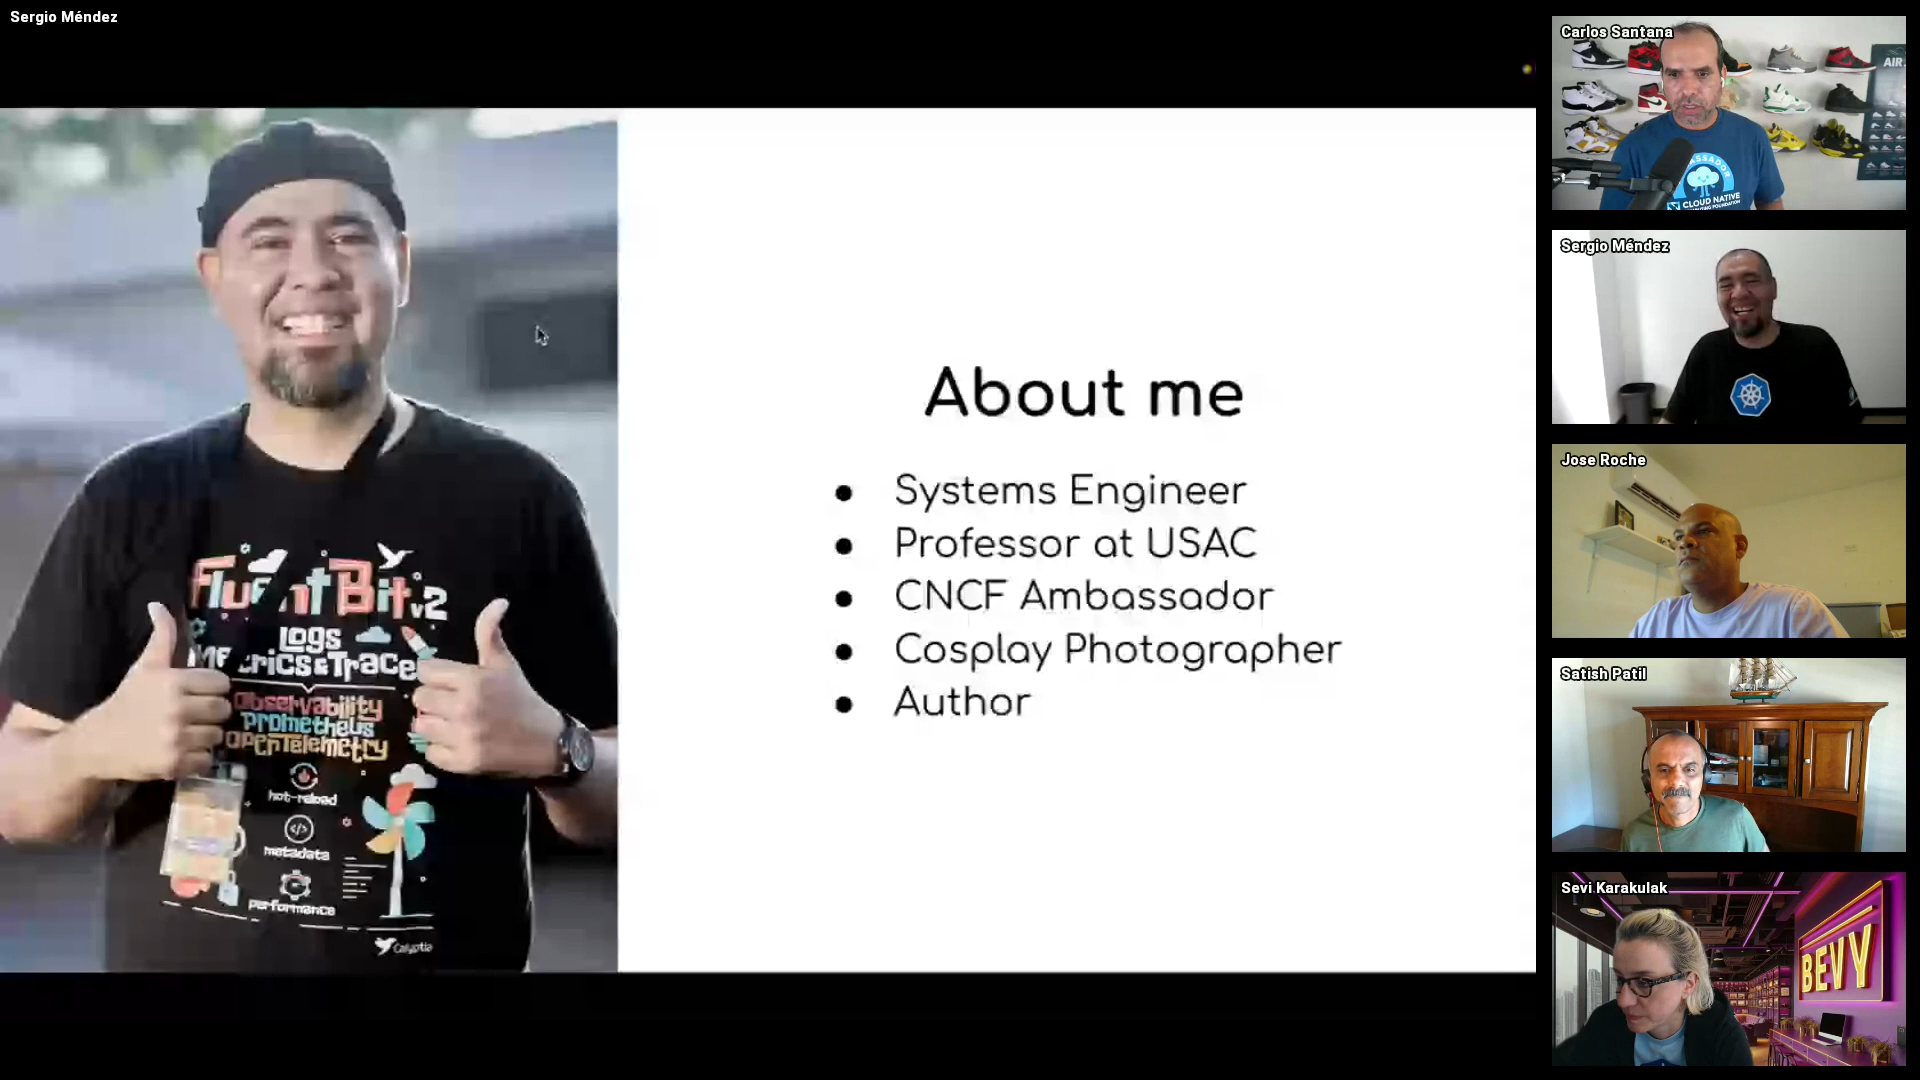 Sergio Méndez
About me
Systems Engineer
Professor at USAC
CNCF Ambassador
Cosplay Photographer
Author
Fluent Bit v2
Logs
Metrics & Traces
Observability
Prometheus
OpenTelemetry
hot-reload
metadata
performance
Calyptia
Carlos Santana
AIR
CLOUD NATIVE
COMPUTING FOUNDATION
Sergio Méndez
Jose Roche
Satish Patil
Sevi Karakulak
BEVY